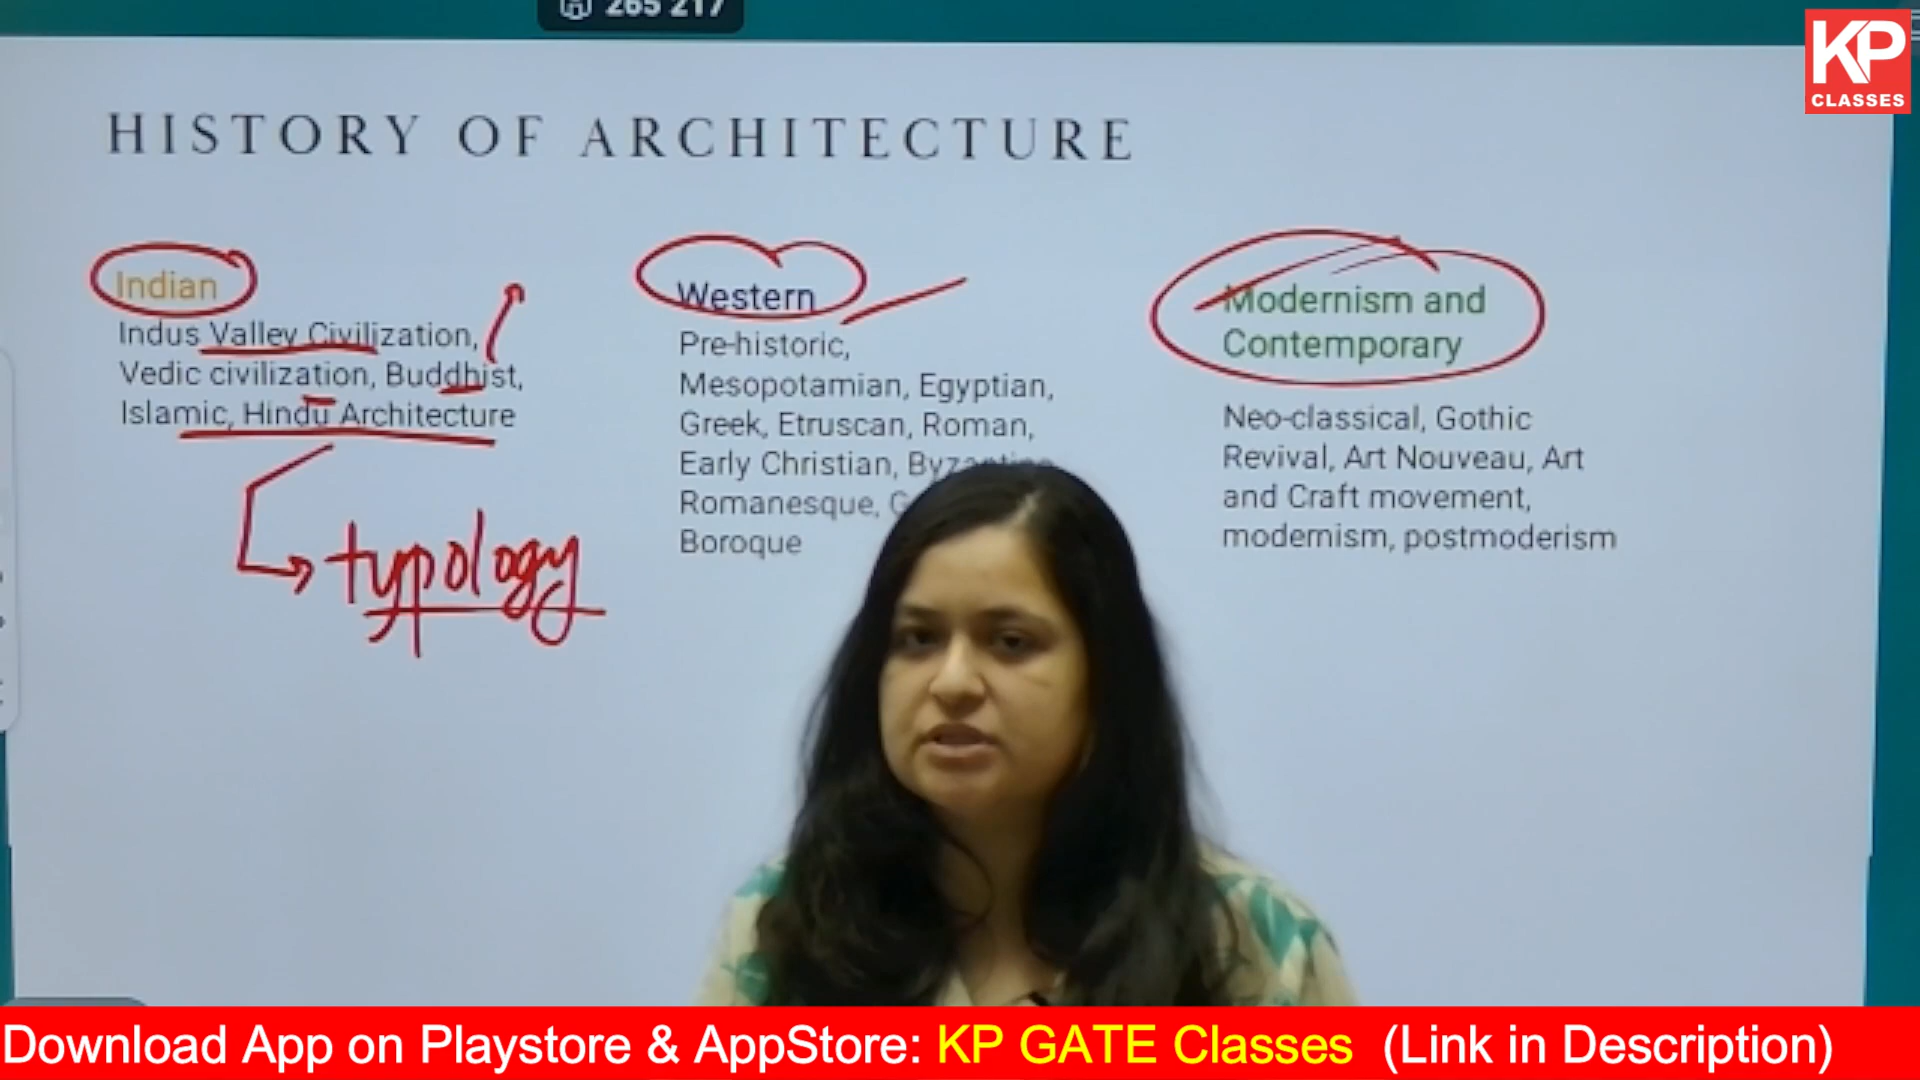 265 217
KP
CLASSES
HISTORY OF ARCHITECTURE
Indian
Indus Valley Civilization,
Vedic civilization, Buddhist,
Islamic, Hindu Architecture
typology
Western
Pre-historic,
Mesopotamian, Egyptian,
Greek, Etruscan, Roman,
Early Christian,
Romanesque,
Boroque
Modernism and
Contemporary
Neo-classical, Gothic
Revival, Art Nouveau, Art
and Craft movement,
modernism, postmoderism
Download App on Playstore & AppStore: KP GATE Classes (Link in Description)